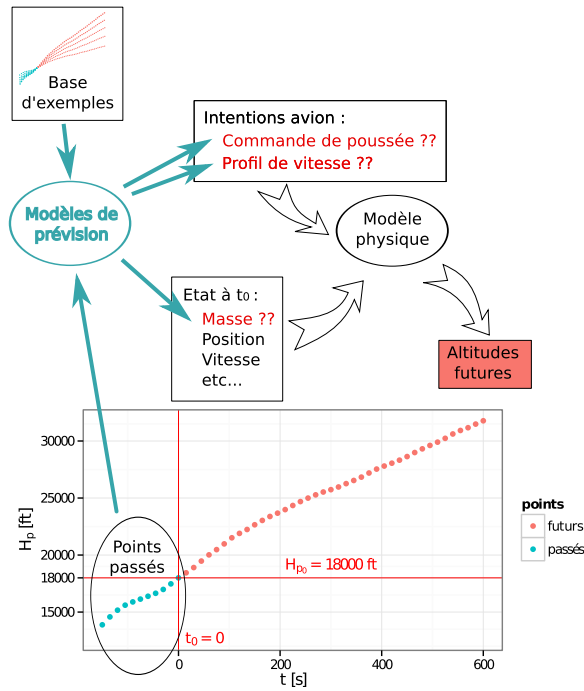 Base
d'exemples
Intentions avion :
Commande de poussée ??
Profil de vitesse ??
Modèles de
prévision
Modèle
physique
Etat à t0 :
Masse ??
Position
Vitesse
etc...
Altitudes
futures
30000
25000
20000
18000
15000
Hp [ft]
Points
passés
Hp0 = 18000 ft
t0 = 0
points
futurs
passés
0
200
400
600
t [s]